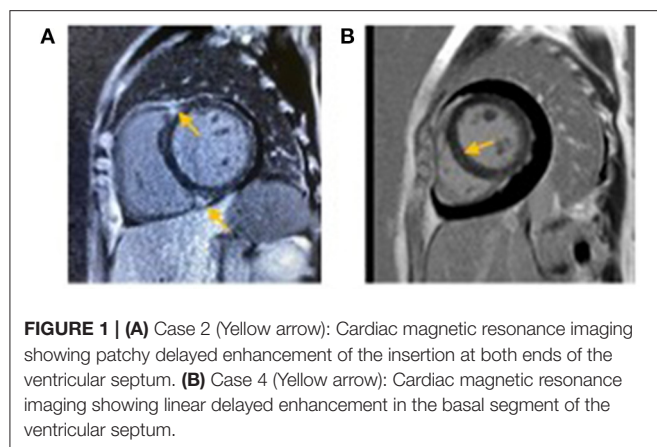 A
B
FIGURE 1 | (A) Case 2 (Yellow arrow): Cardiac magnetic resonance imaging
showing patchy delayed enhancement of the insertion at both ends of the
ventricular septum. (B) Case 4 (Yellow arrow): Cardiac magnetic resonance
imaging showing linear delayed enhancement in the basal segment of the
ventricular septum.